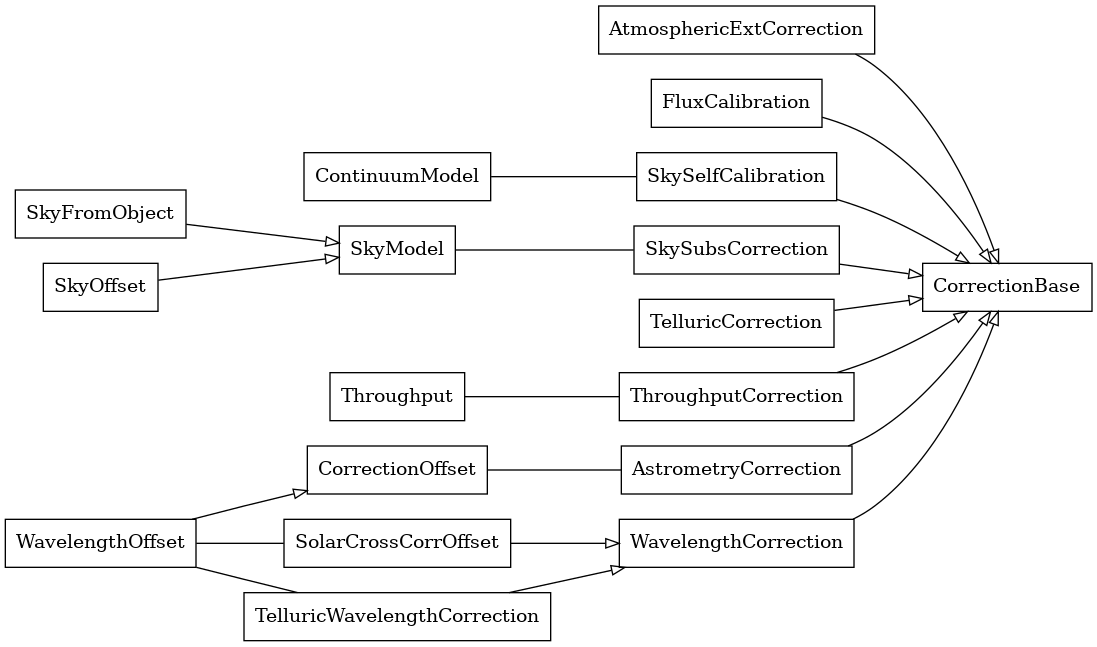 AtmosphericExtCorrection
FluxCalibration
ContinuumModel
SkySelfCalibration
SkyFromObject
SkyModel
SkySubsCorrection
SkyOffset
CorrectionBase
TelluricCorrection
Throughput
ThroughputCorrection
CorrectionOffset
AstrometryCorrection
WavelengthOffset
SolarCrossCorrOffset
WavelengthCorrection
TelluricWavelengthCorrection